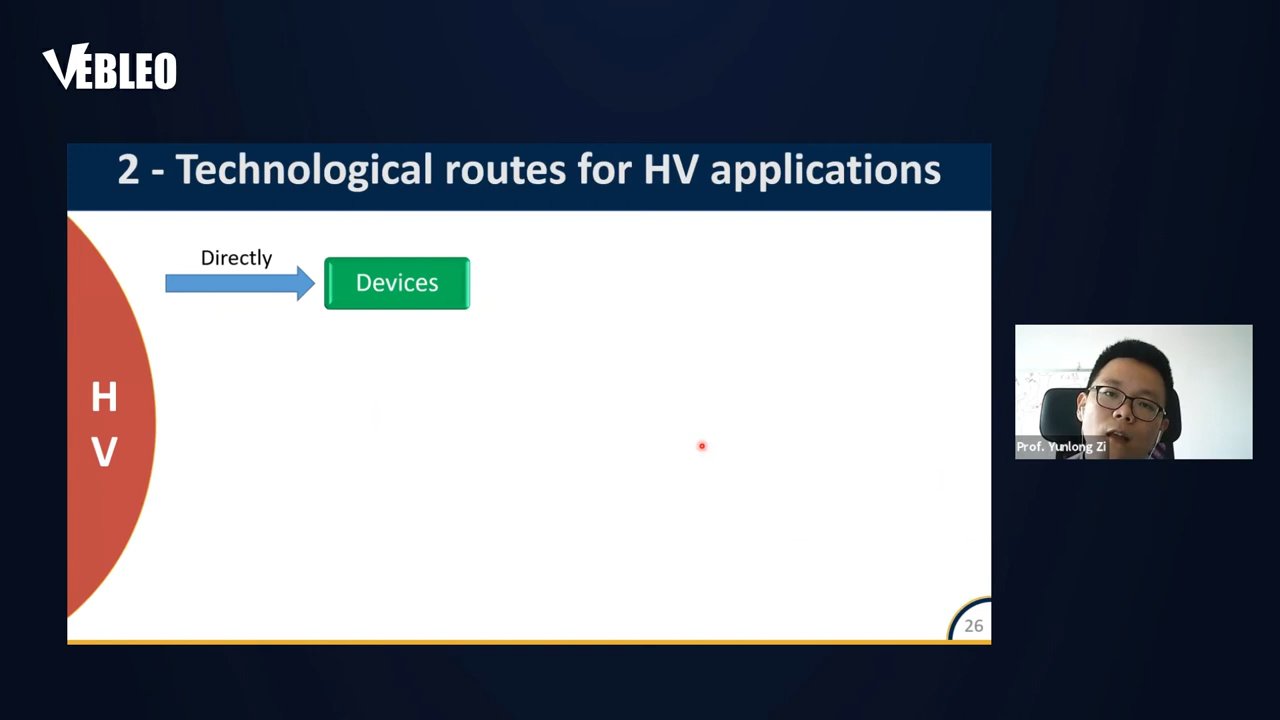 VEBLEO
2 - Technological routes for HV applications
Directly
Devices
H
V
Prof. Yunlong Zi
26